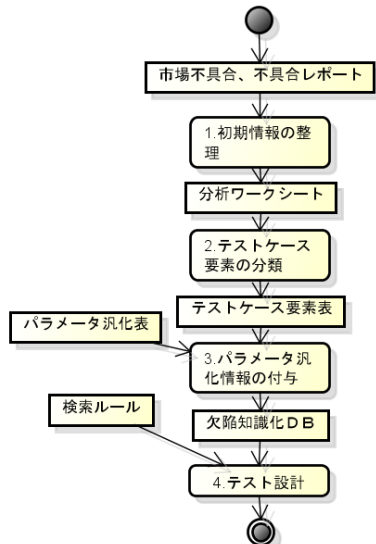 市場不具合、不具合レポート
1.初期情報の整
理
分析ワークシート
2.テストケース
要素の分類
テストケース要素表
パラメータ汎化表
3.パラメータ汎
化情報の付与
検索ルール
欠陥知識化DB
4.テスト設計